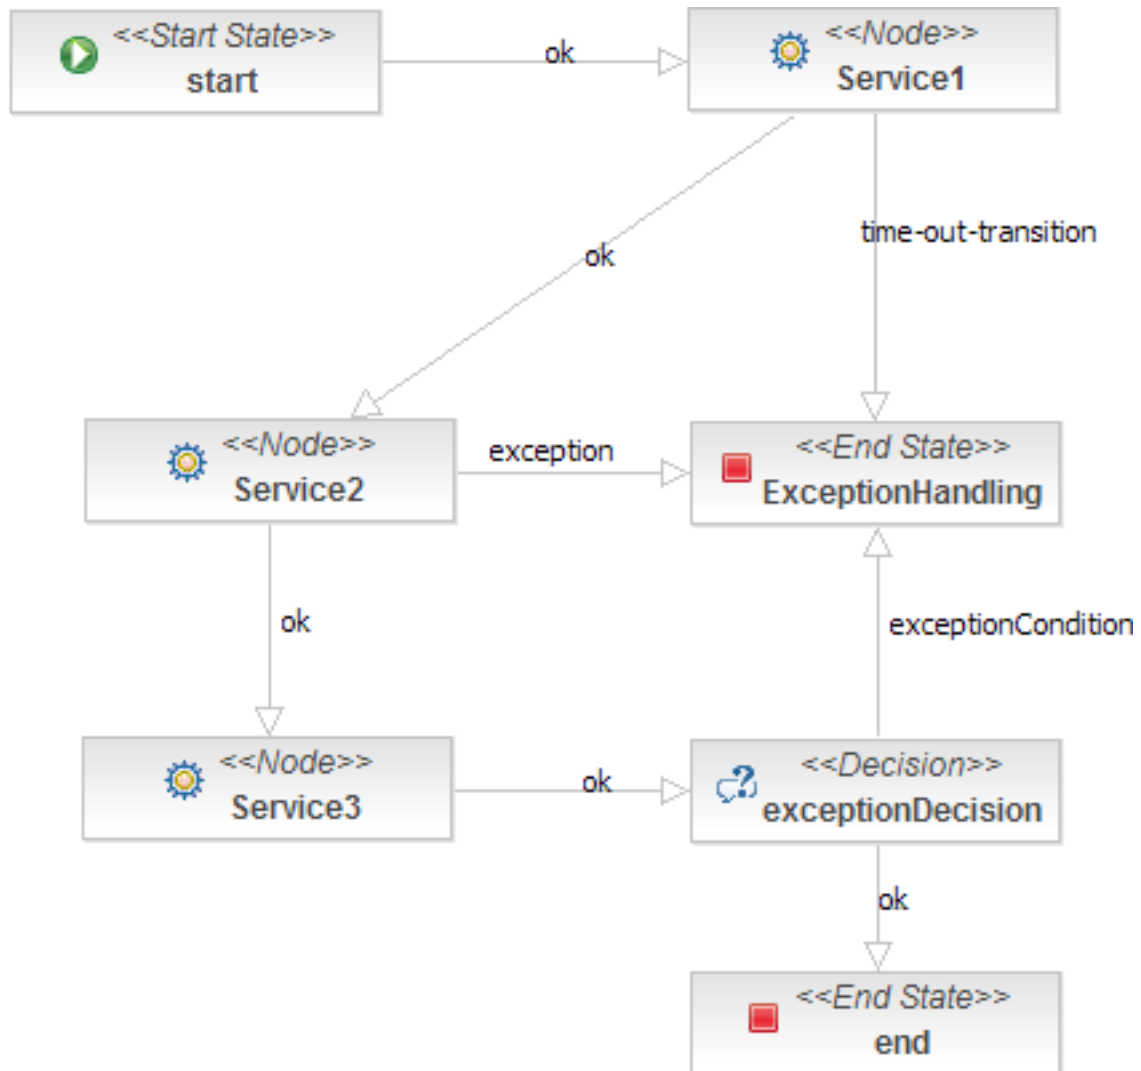 <<Start State>>
start
ok
<<Node>>
Service1
time-out-transition
ok
<<Node>>
Service2
exception
<<End State>>
ExceptionHandling
ok
exceptionCondition
<<Node>>
Service3
ok
<<Decision>>
exceptionDecision
ok
<<End State>>
end